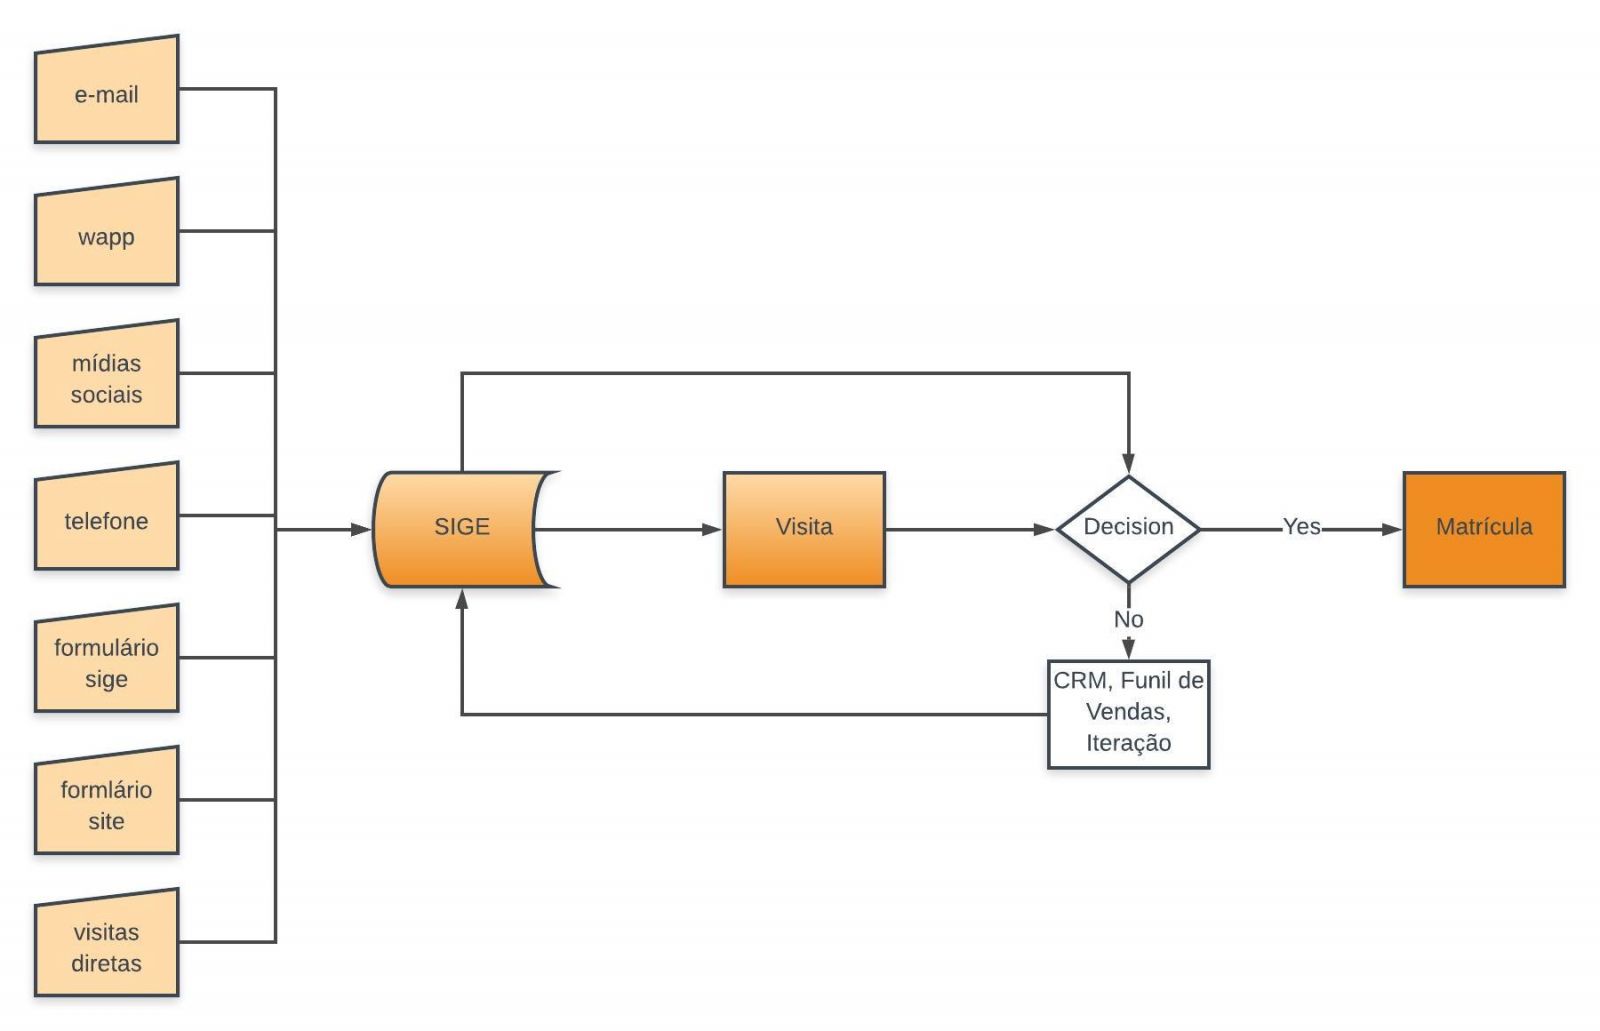 e-mail
wapp
mídias
sociais
telefone
formulário
sige
formlário
site
visitas
diretas
SIGE
Visita
Decision
Yes
Matrícula
No
CRM, Funil de
Vendas,
Iteração